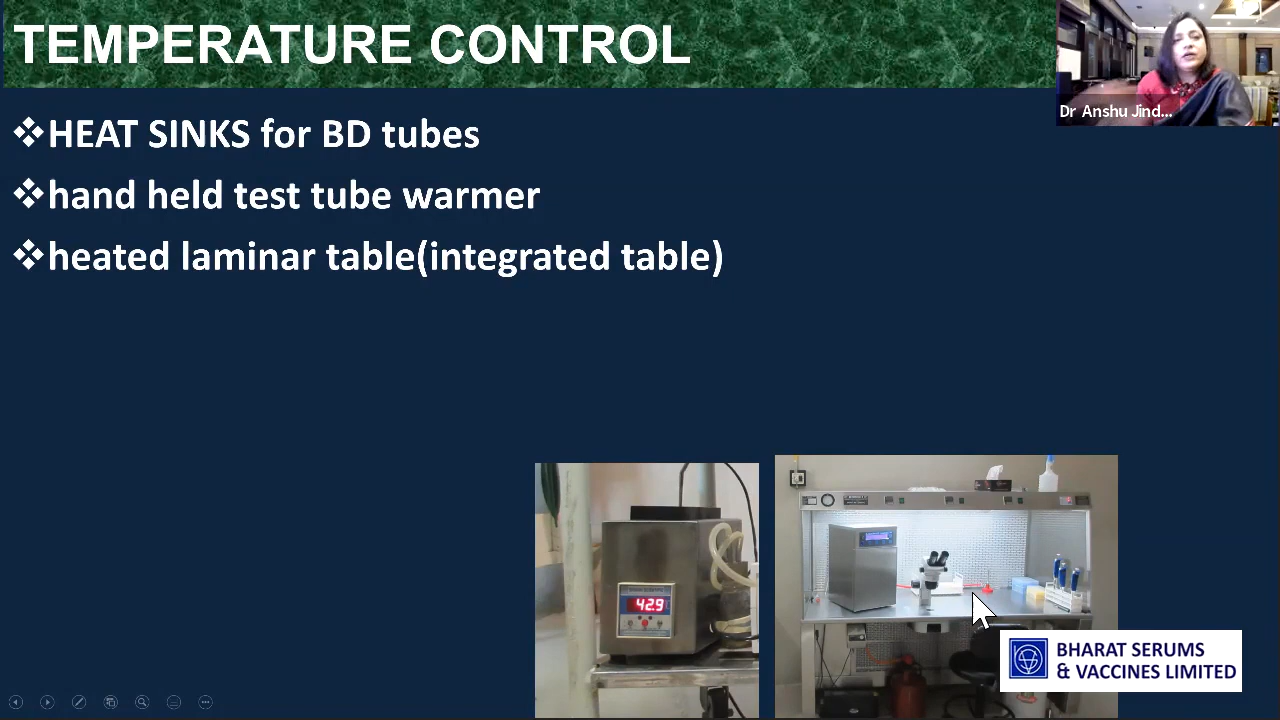 TEMPERATURE CONTROL
Dr Anshu Jind...
❖HEAT SINKS for BD tubes
❖hand held test tube warmer
❖heated laminar table(integrated table)
42.9
BHARAT SERUMS
& VACCINES LIMITED